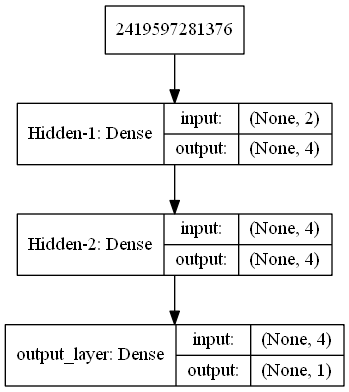 2419597281376
Hidden-1: Dense
input: (None, 2)
output: (None, 4)
Hidden-2: Dense
input: (None, 4)
output: (None, 4)
output_layer: Dense
input: (None, 4)
output: (None, 1)